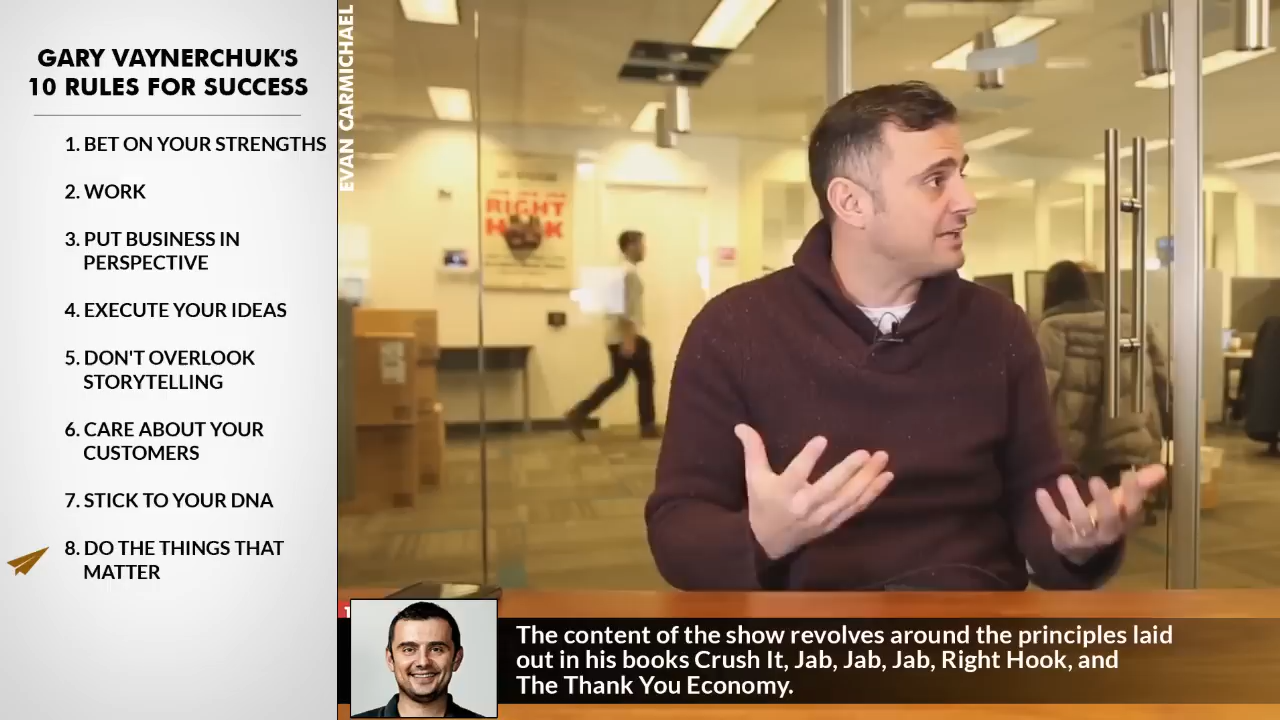 GARY VAYNERCHUK'S
10 RULES FOR SUCCESS
1. BET ON YOUR STRENGTHS
2. WORK
3. PUT BUSINESS IN
PERSPECTIVE
4. EXECUTE YOUR IDEAS
5. DON'T OVERLOOK
STORYTELLING
6. CARE ABOUT YOUR
CUSTOMERS
7. STICK TO YOUR DNA
8. DO THE THINGS THAT
MATTER
EVAN CARMICHAEL
RIGHT
The content of the show revolves around the principles laid
out in his books Crush It, Jab, Jab, Jab, Right Hook, and
The Thank You Economy.